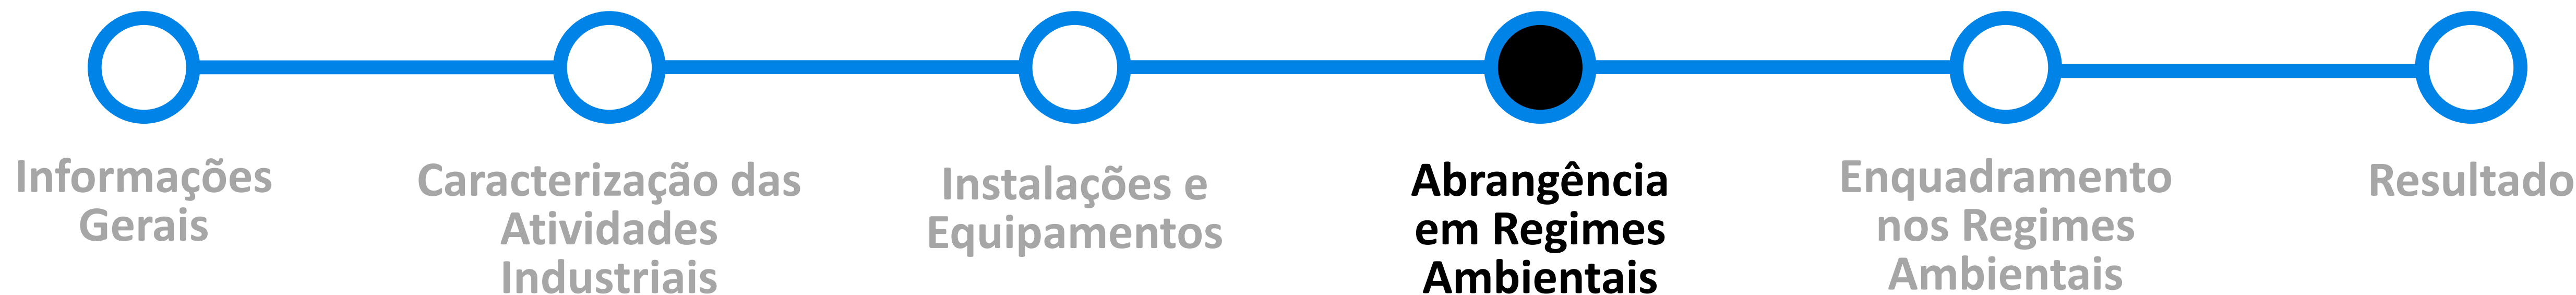 Informações
Gerais
Caracterização das
Atividades
Industriais
Instalações e
Equipamentos
Abrangência
em Regimes
Ambientais
Enquadramento
nos Regimes
Ambientais
Resultado